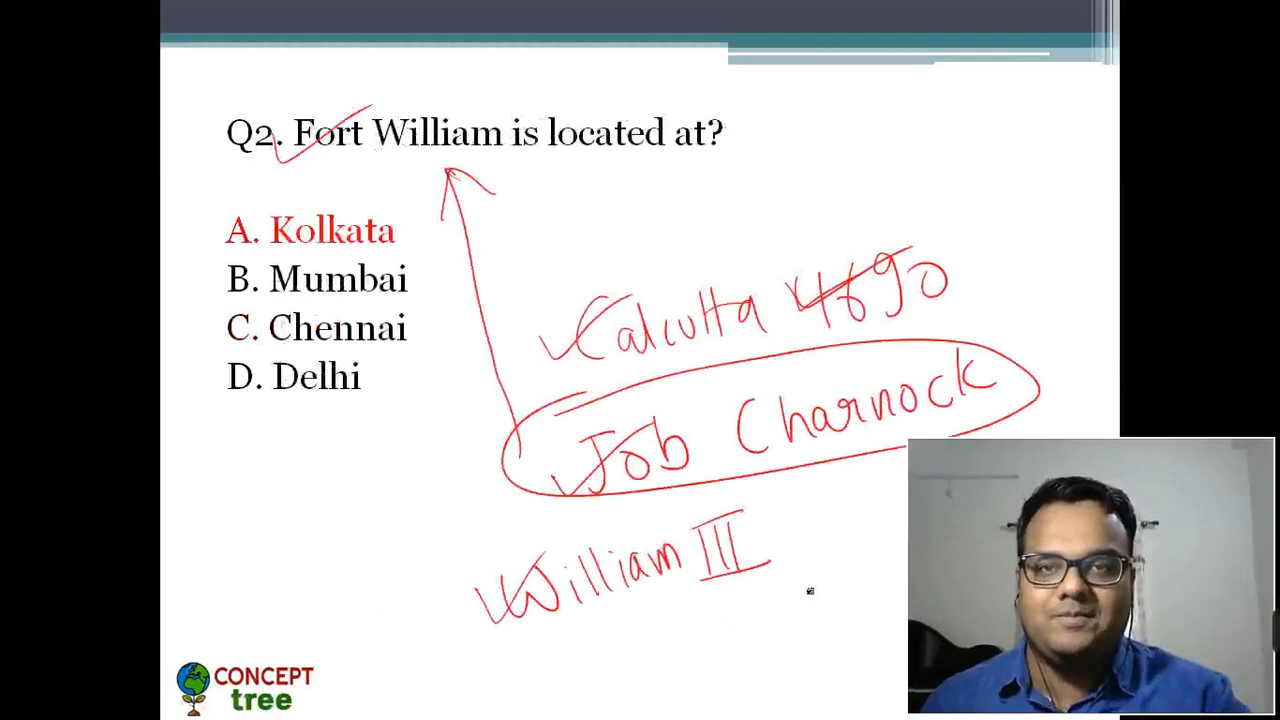 Q2. Fort William is located at?
A. Kolkata
B. Mumbai
C. Chennai
D. Delhi
Calcutta 1690
Job Charnock
William III
CONCEPT
tree